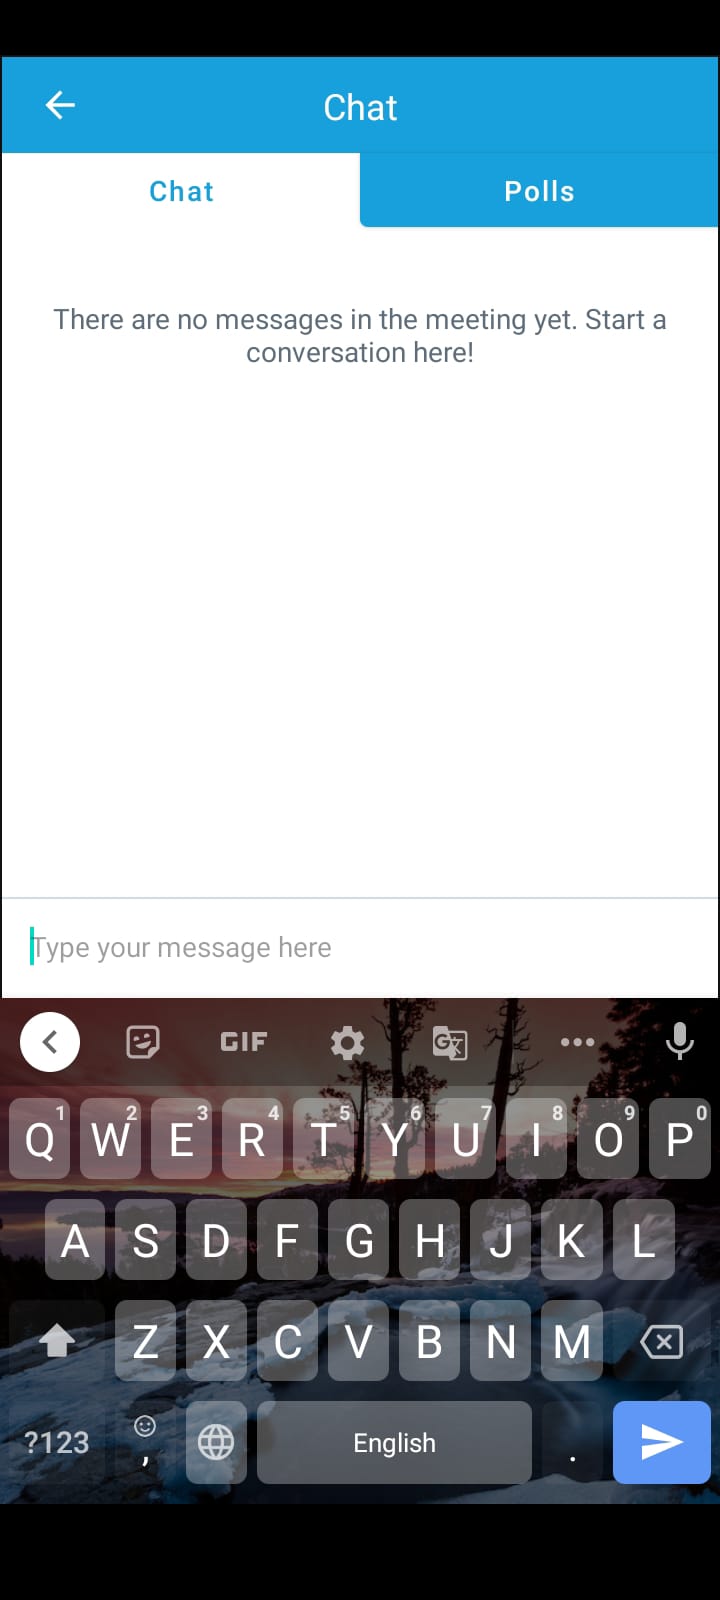 Chat
Chat Polls
There are no messages in the meeting yet. Start a
conversation here!
Type your message here
GIF G
1 2 3 4 5 6 7 8 9 0
Q W E R T Y U I O P
A S D F G H J K L
Z X C V B N M
?123 , English .